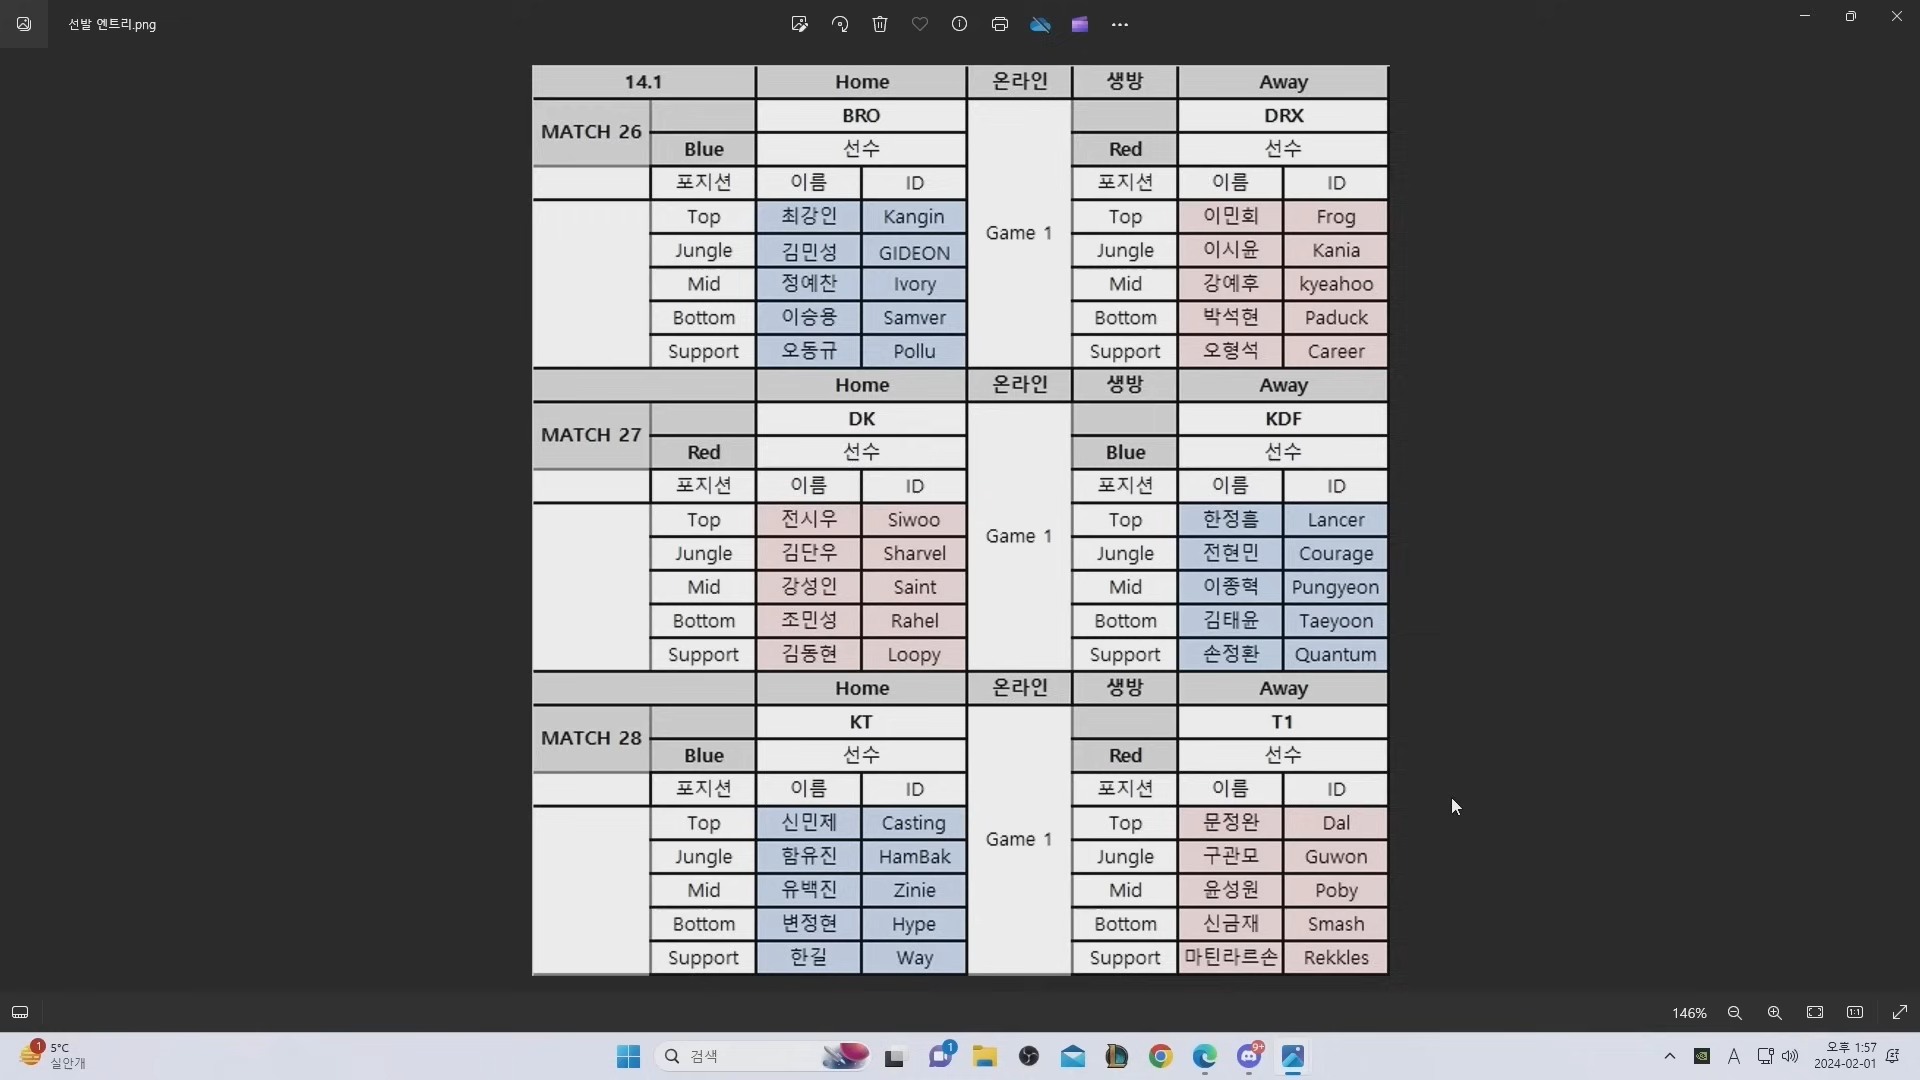 선발 엔트리.png
14.1 Home 온라인 생방 Away
MATCH 26 BRO DRX
Blue 선수 Red 선수
포지션 이름 ID 포지션 이름 ID
Top 최강인 Kangin Top 이민회 Frog
Jungle 김민성 GIDEON Jungle 이시윤 Kania
Mid 정예찬 Ivory Mid 강예후 kyeahoo
Bottom 이승용 Samver Bottom 박석현 Paduck
Support 오동규 Pollu Support 오형석 Career
Game 1
Home 온라인 생방 Away
MATCH 27 DK KDF
Red 선수 Blue 선수
포지션 이름 ID 포지션 이름 ID
Top 전시우 Siwoo Top 한정흠 Lancer
Jungle 김단우 Sharvel Jungle 전현민 Courage
Mid 강성인 Saint Mid 이종혁 Pungyeon
Bottom 조민성 Rahel Bottom 김태윤 Taeyoon
Support 김동현 Loopy Support 손정환 Quantum
Game 1
Home 온라인 생방 Away
MATCH 28 KT T1
Blue 선수 Red 선수
포지션 이름 ID 포지션 이름 ID
Top 신민제 Casting Top 문정완 Dal
Jungle 함유진 HamBak Jungle 구관모 Guwon
Mid 유백진 Zinie Mid 윤성원 Poby
Bottom 변정현 Hype Bottom 신금재 Smash
Support 한길 Way Support 마틴라르손 Rekkles
Game 1
146%
1:1
1
5°C
실안개
검색
1
9+
A
오후 1:57
2024-02-01